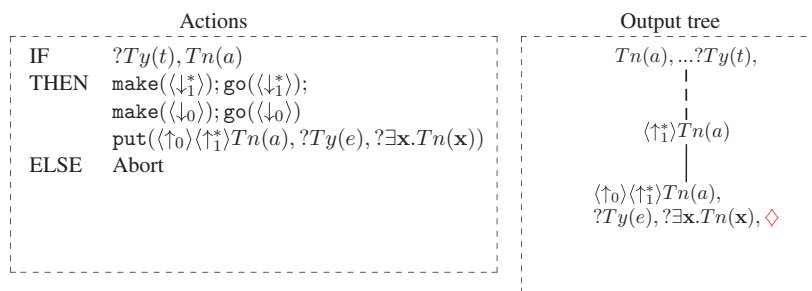 Actions
IF ?Ty(t), Tn(a)
THEN make(⟨↓*₁⟩); go(⟨↓*₁⟩);
make(⟨↓₀⟩); go(⟨↓₀⟩)
put(⟨↑₀⟩⟨↑*₁⟩Tn(a), ?Ty(e), ?∃x.Tn(x))
ELSE Abort
Output tree
Tn(a), ...?Ty(t),
⟨↑*₁⟩Tn(a)
⟨↑₀⟩⟨↑*₁⟩Tn(a),
?Ty(e), ?∃x.Tn(x), ♢